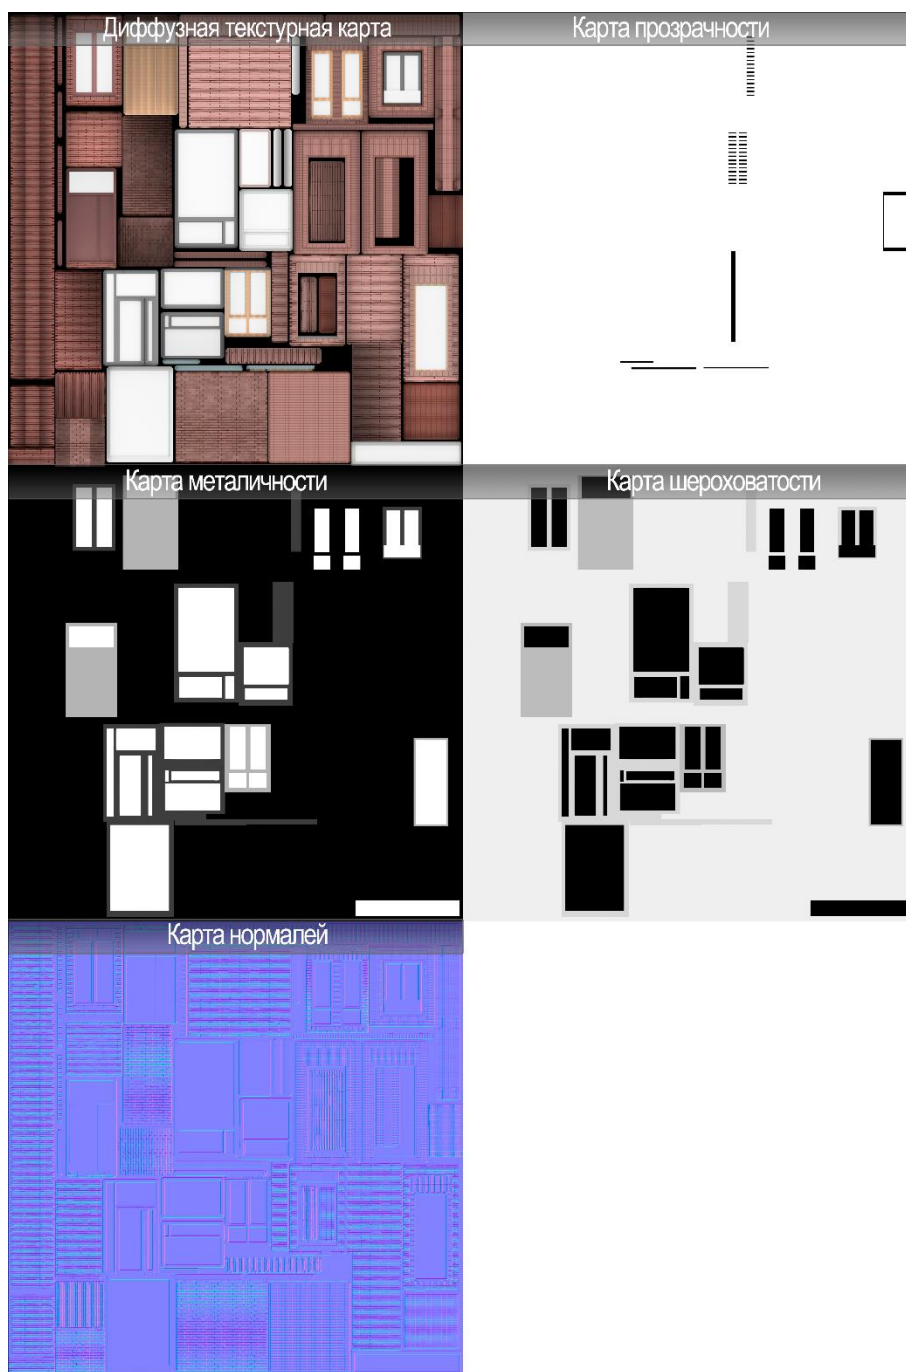 Диффузная текстурная карта
Карта прозрачности
Карта металичности
Карта шероховатости
Карта нормалей